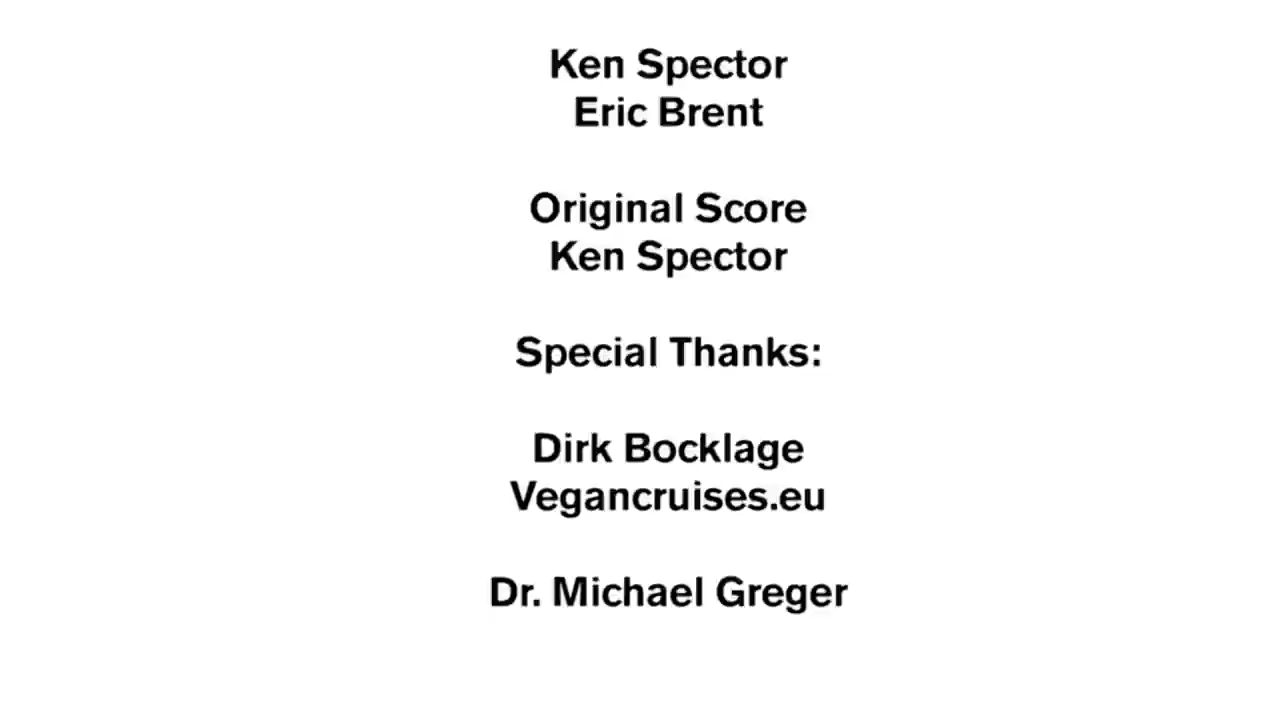 Ken Spector
Eric Brent
Original Score
Ken Spector
Special Thanks:
Dirk Bocklage
Vegancruises.eu
Dr. Michael Greger